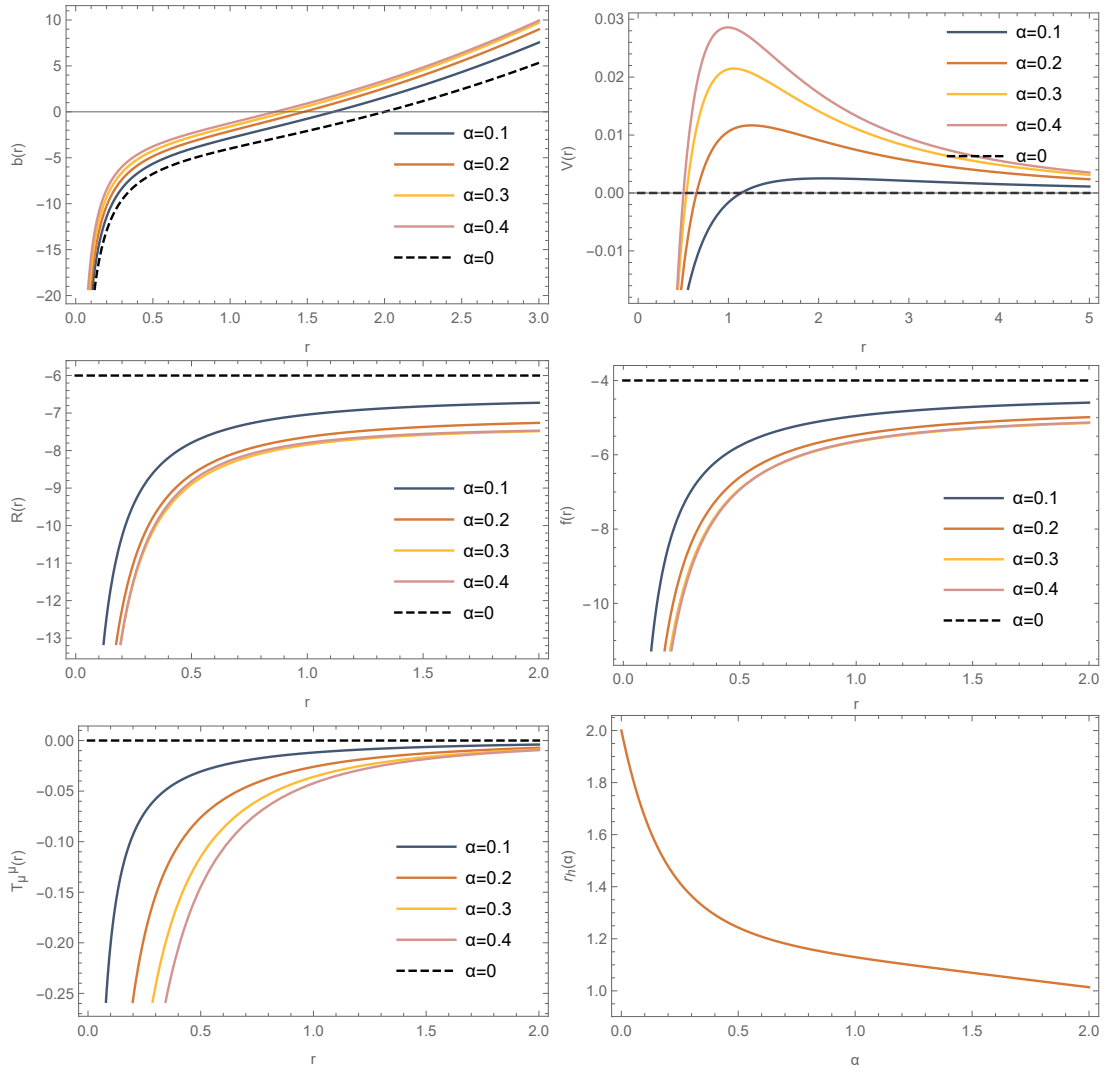 b(r)
10
5
0
−5
−10
−15
−20
0.0 0.5 1.0 1.5 2.0 2.5 3.0
r
α=0.1
α=0.2
α=0.3
α=0.4
α=0
V(r)
0.03
0.02
0.01
0.00
−0.01
0 1 2 3 4 5
r
α=0.1
α=0.2
α=0.3
α=0.4
α=0
R(r)
−6
−7
−8
−9
−10
−11
−12
−13
0.0 0.5 1.0 1.5 2.0
r
α=0.1
α=0.2
α=0.3
α=0.4
α=0
f(r)
−4
−6
−8
−10
0.0 0.5 1.0 1.5 2.0
r
α=0.1
α=0.2
α=0.3
α=0.4
α=0
T_μ^μ(r)
0.00
−0.05
−0.10
−0.15
−0.20
−0.25
0.0 0.5 1.0 1.5 2.0
r
α=0.1
α=0.2
α=0.3
α=0.4
α=0
r_h(α)
2.0
1.8
1.6
1.4
1.2
1.0
0.0 0.5 1.0 1.5 2.0
α